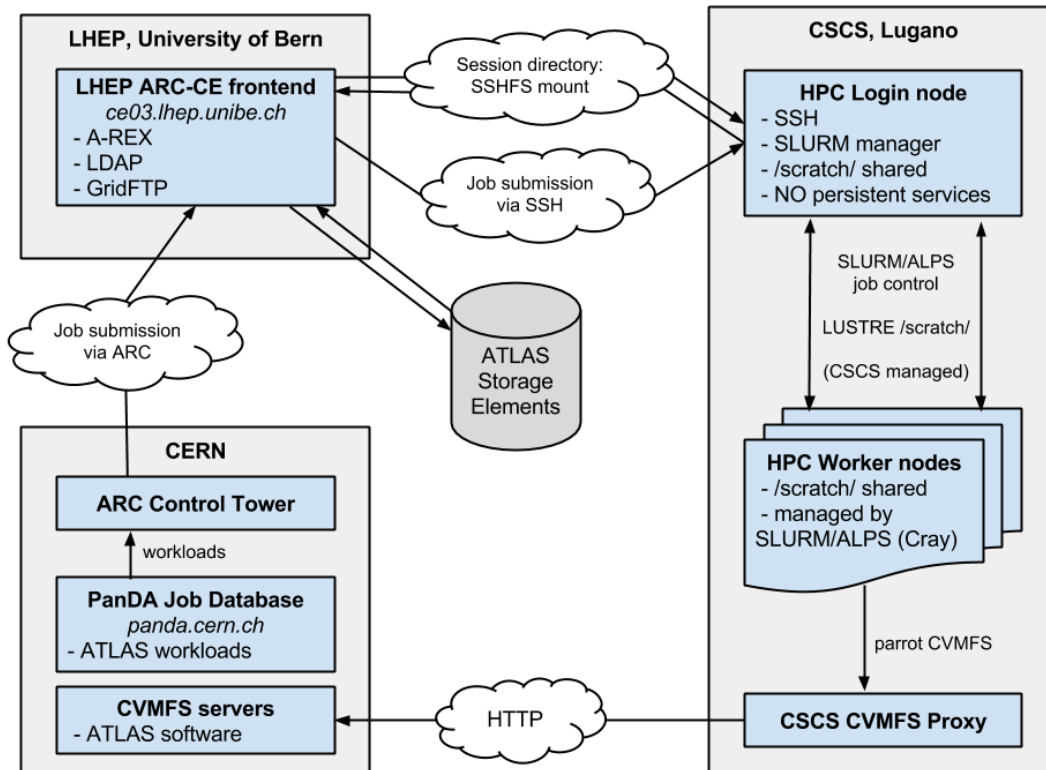 LHEP, University of Bern
LHEP ARC-CE frontend
ce03.lhep.unibe.ch
- A-REX
- LDAP
- GridFTP
Session directory:
SSHFS mount
Job submission
via SSH
CSCS, Lugano
HPC Login node
- SSH
- SLURM manager
- /scratch/ shared
- NO persistent services
SLURM/ALPS
job control
LUSTRE /scratch/
(CSCS managed)
Job submission
via ARC
ATLAS
Storage
Elements
CERN
ARC Control Tower
workloads
PanDA Job Database
panda.cern.ch
- ATLAS workloads
CVMFS servers
- ATLAS software
HTTP
HPC Worker nodes
- /scratch/ shared
- managed by
SLURM/ALPS (Cray)
parrot CVMFS
CSCS CVMFS Proxy